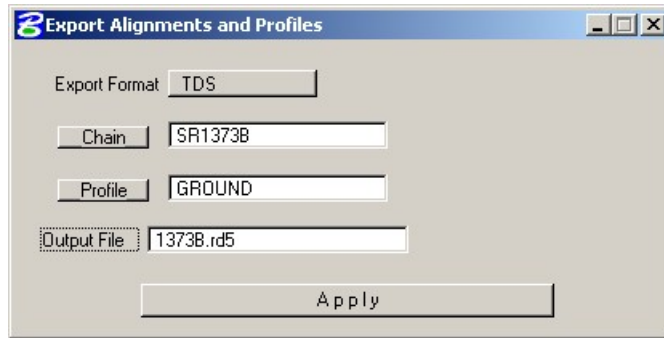 Export Alignments and Profiles
Export Format TDS
Chain SR1373B
Profile GROUND
Output File 1373B.rd5
Apply